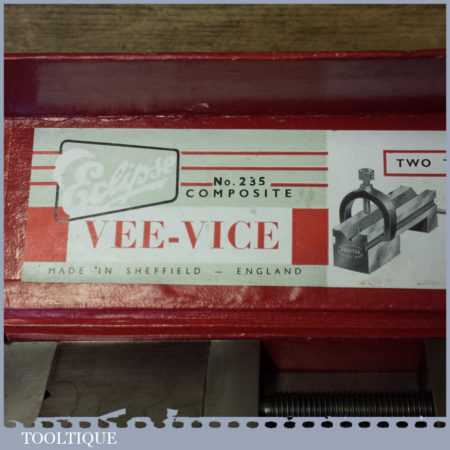 Eclipse
No. 235
COMPOSITE
VEE-VICE
MADE IN SHEFFIELD – ENGLAND
TWO
TOOLTIQUE